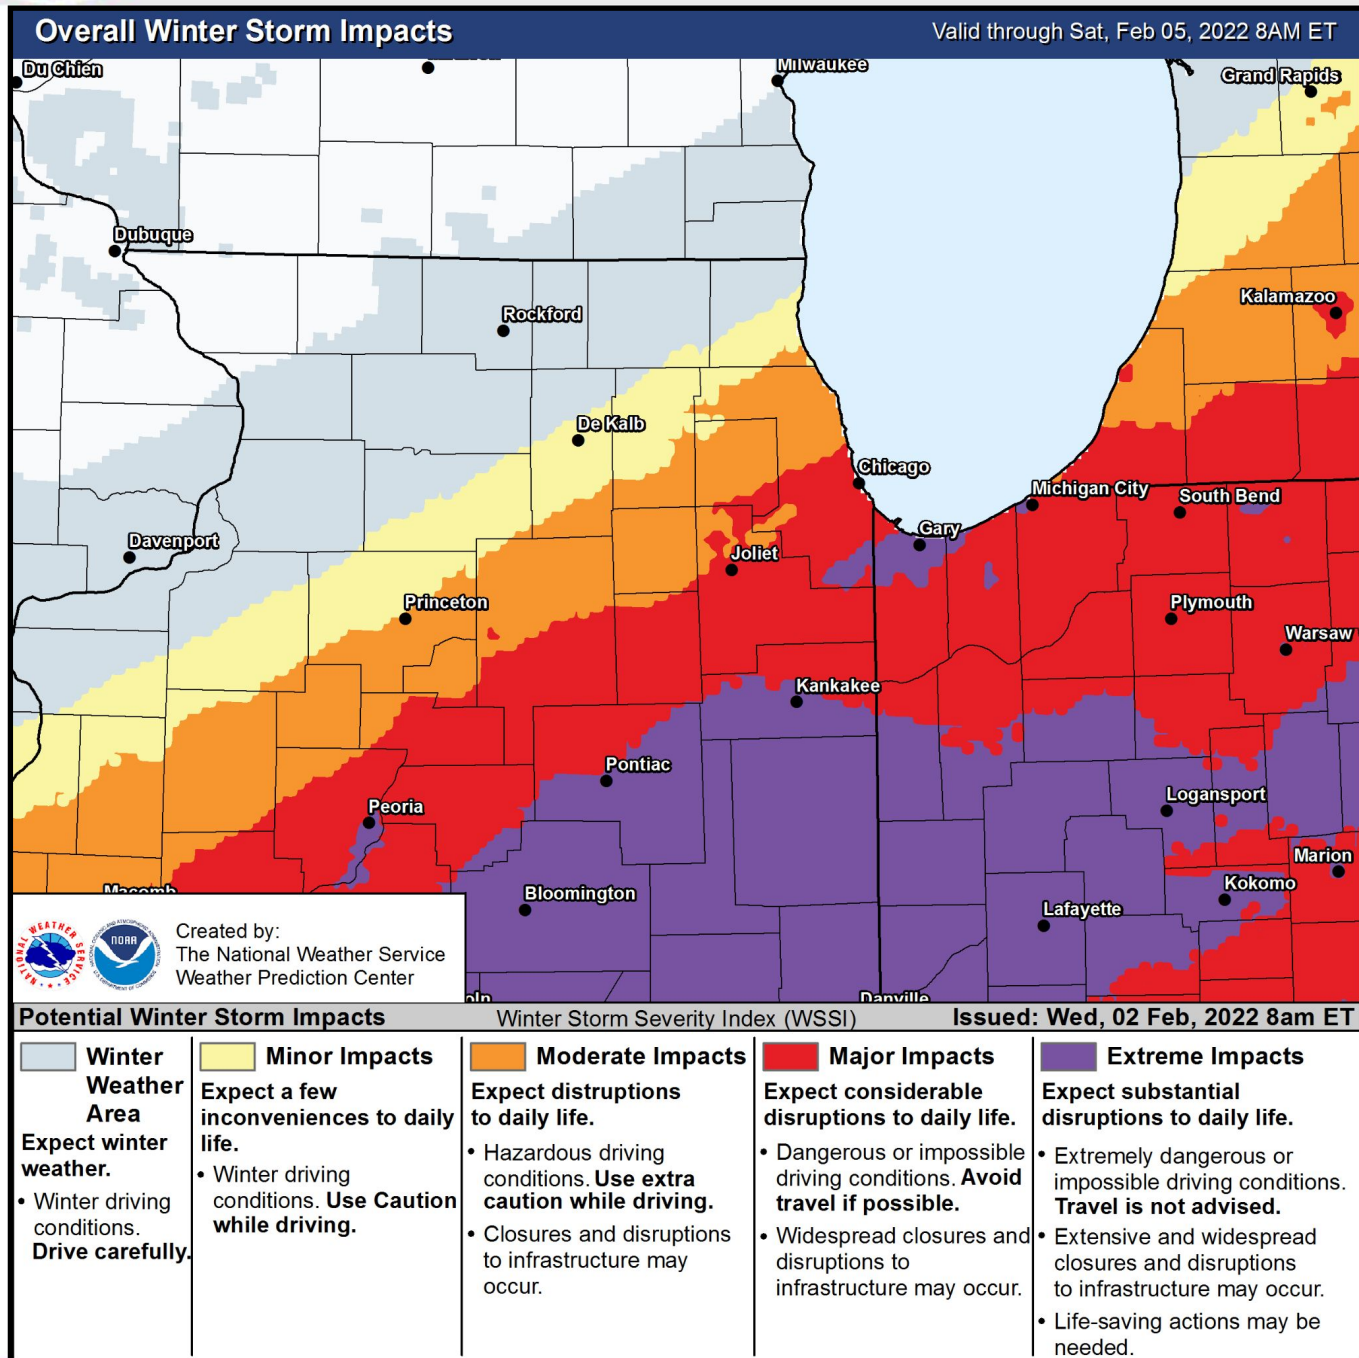 Overall Winter Storm Impacts
Valid through Sat, Feb 05, 2022 8AM ET
Du Chien
Milwaukee
Grand Rapids
Dubuque
Kalamazoo
Rockford
De Kalb
Chicago
Michigan City
South Bend
Davenport
Gary
Joliet
Princeton
Plymouth
Warsaw
Kankakee
Pontiac
Logansport
Peoria
Marion
Macomb
Bloomington
Kokomo
Lafayette
Danville
NATIONAL WEATHER SERVICE
NOAA
Created by:
The National Weather Service
Weather Prediction Center
Potential Winter Storm Impacts
Winter Storm Severity Index (WSSI)
Issued: Wed, 02 Feb, 2022 8am ET
Winter
Weather
Area
Expect winter
weather.
• Winter driving
conditions.
Drive carefully.
Minor Impacts
Expect a few
inconveniences to daily
life.
• Winter driving
conditions. Use Caution
while driving.
Moderate Impacts
Expect distruptions
to daily life.
• Hazardous driving
conditions. Use extra
caution while driving.
• Closures and disruptions
to infrastructure may
occur.
Major Impacts
Expect considerable
disruptions to daily life.
• Dangerous or impossible
driving conditions. Avoid
travel if possible.
• Widespread closures and
disruptions to
infrastructure may occur.
Extreme Impacts
Expect substantial
disruptions to daily life.
• Extremely dangerous or
impossible driving conditions.
Travel is not advised.
• Extensive and widespread
closures and disruptions
to infrastructure may occur.
• Life-saving actions may be
needed.